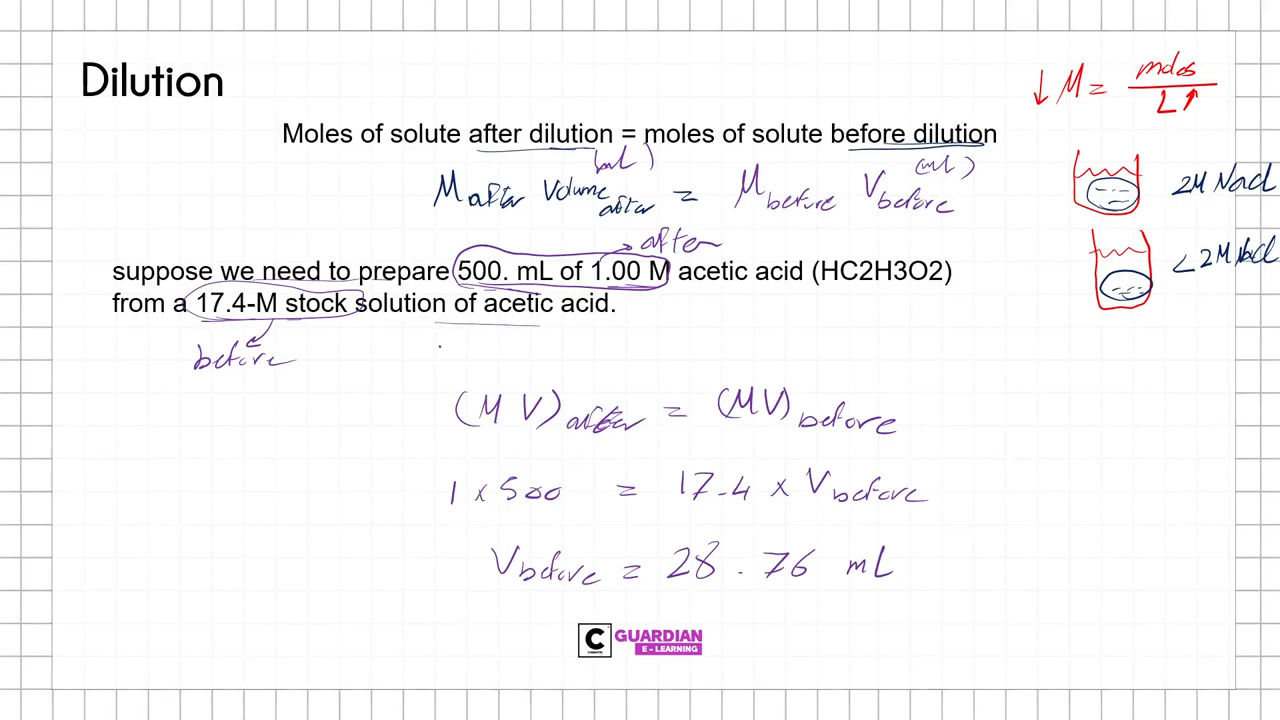 Dilution
↓ M = moles / L ↑
Moles of solute after dilution = moles of solute before dilution
(mL) (mL)
M after Volume after = M before V before
2M NaCl
after
suppose we need to prepare 500. mL of 1.00 M acetic acid (HC2H3O2)
< 2M NaCl
from a 17.4-M stock solution of acetic acid.
before
(M V) after = (MV) before
1 x 500 = 17.4 x V before
V before = 28.76 mL
C GUARDIAN
E - LEARNING